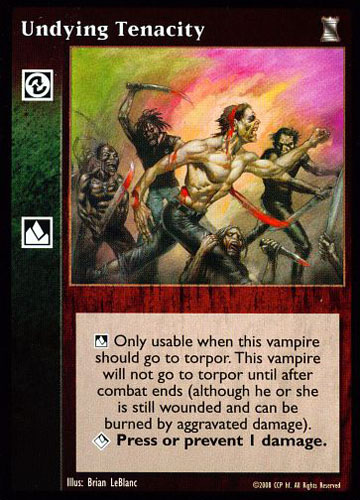 Undying Tenacity
Only usable when this vampire
should go to torpor. This vampire
will not go to torpor until after
combat ends (although he or she
is still wounded and can be
burned by aggravated damage).
Press or prevent 1 damage.
Illus: Brian LeBlanc
©2008 CCP hf. All Rights Reserved